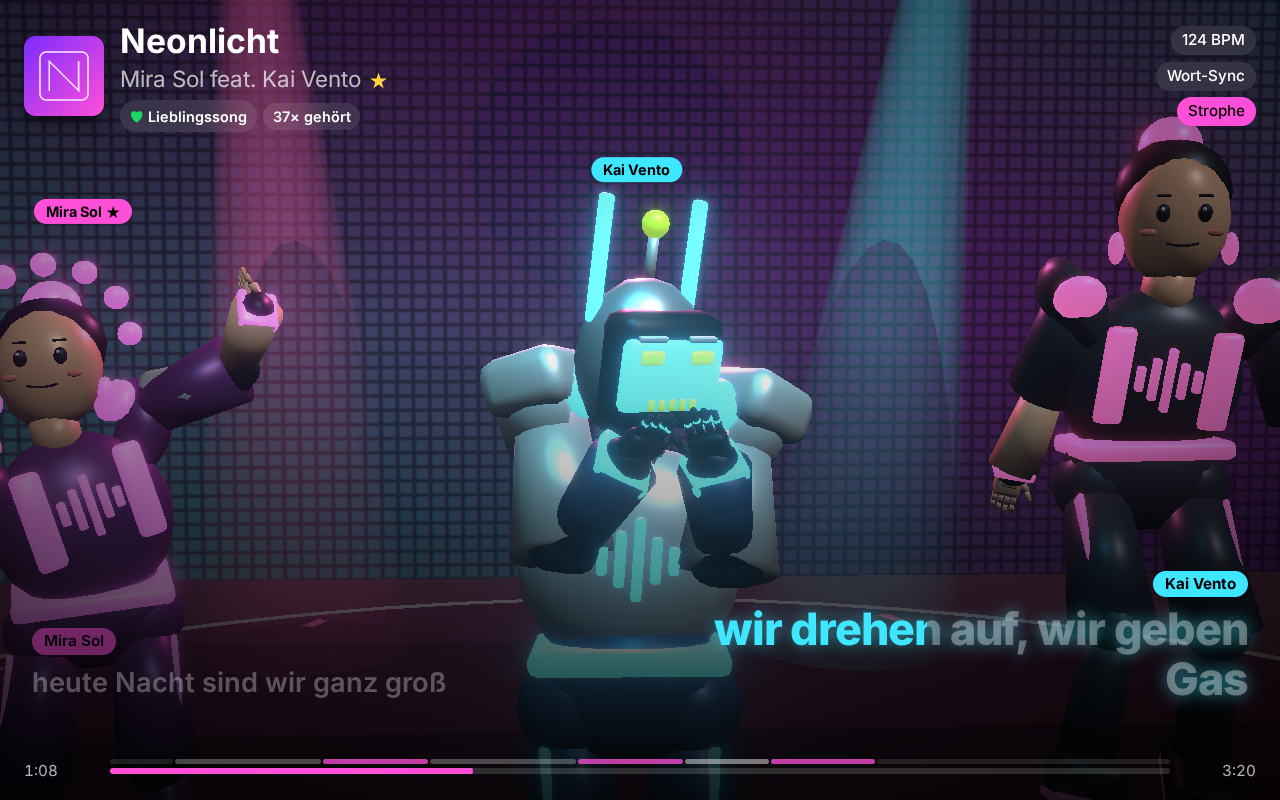 Neonlicht
124 BPM
Mira Sol feat. Kai Vento ★
Wort-Sync
Lieblingssong
37× gehört
Strophe
Kai Vento
Mira Sol ★
Kai Vento
wir drehen auf, wir geben
Gas
Mira Sol
heute Nacht sind wir ganz groß
1:08
3:20